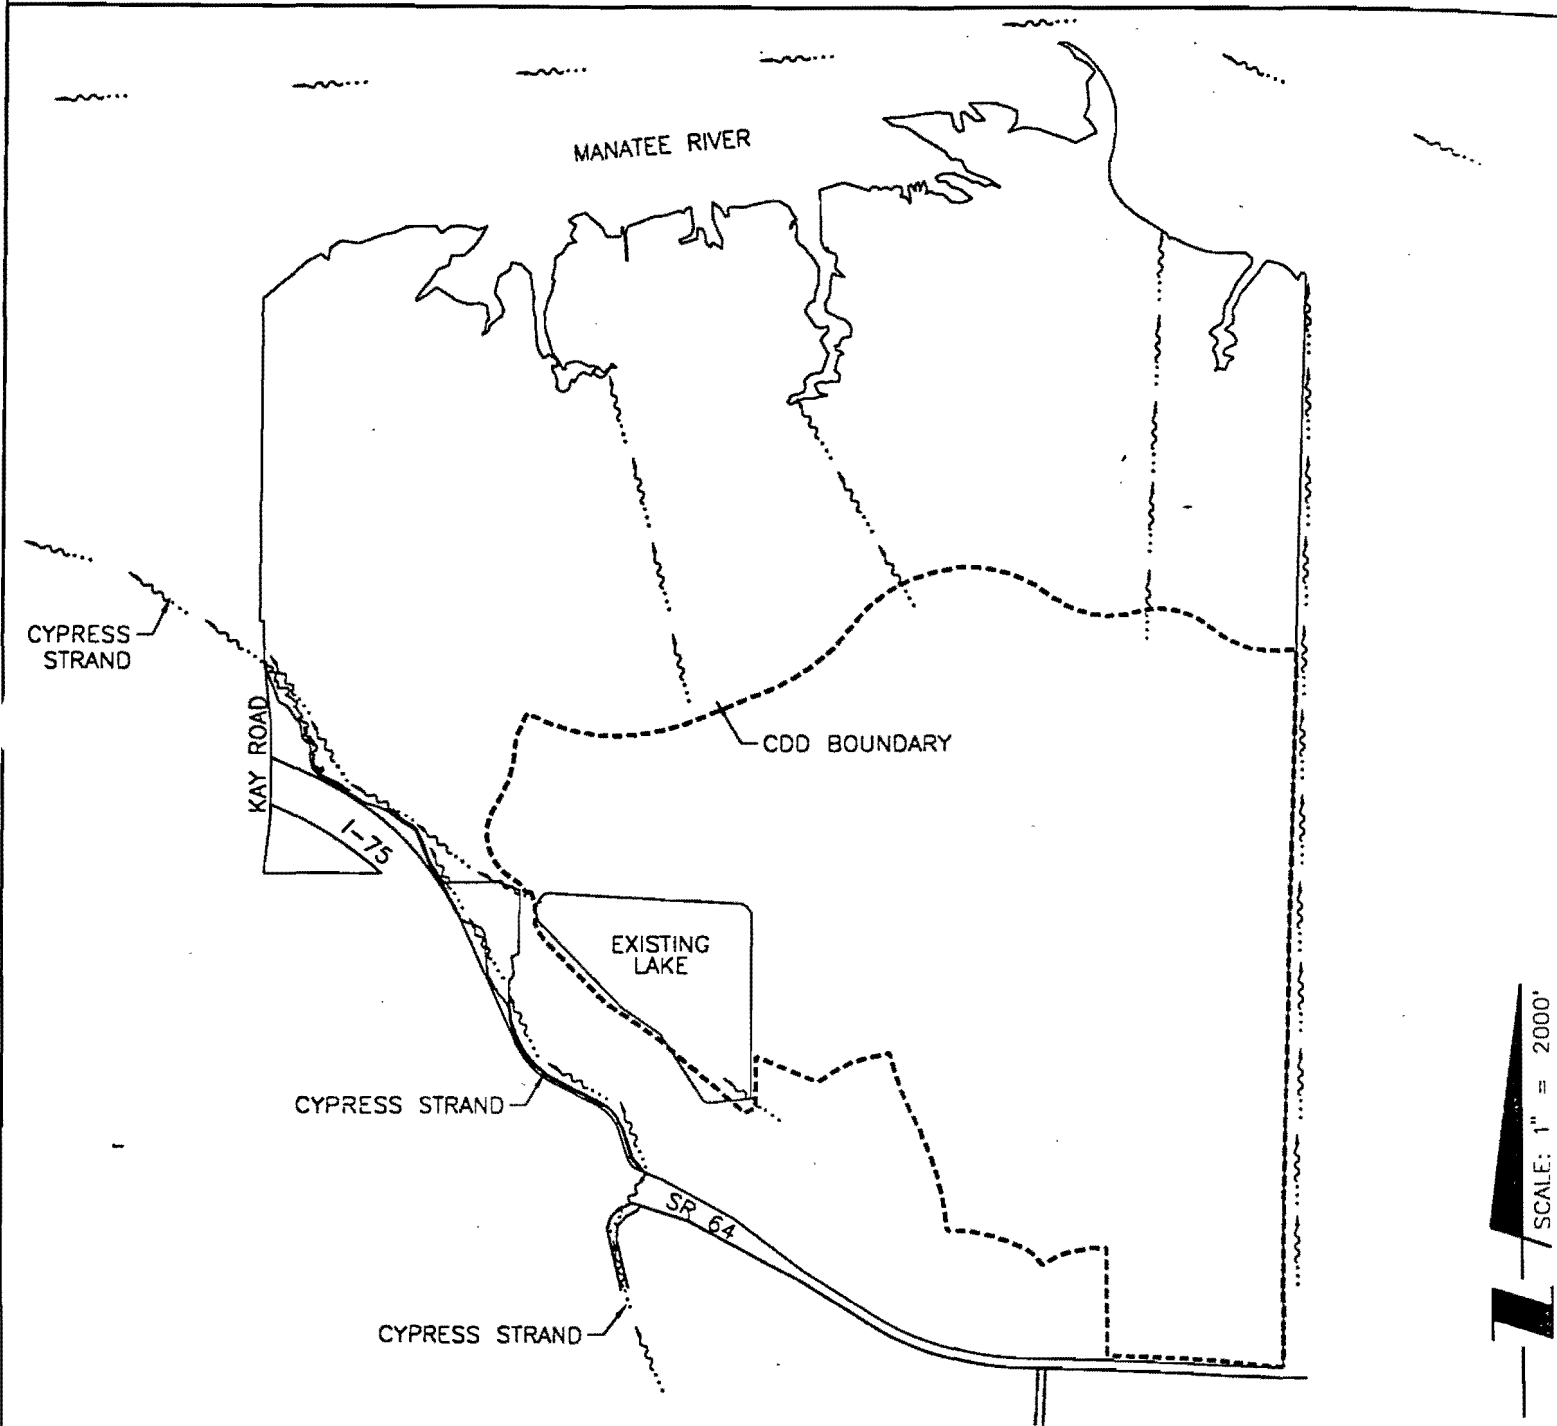 MANATEE RIVER
CYPRESS
STRAND
KAY ROAD
CDD BOUNDARY
I-75
EXISTING
LAKE
CYPRESS STRAND
SR 64
CYPRESS STRAND
SCALE: 1" = 2000'